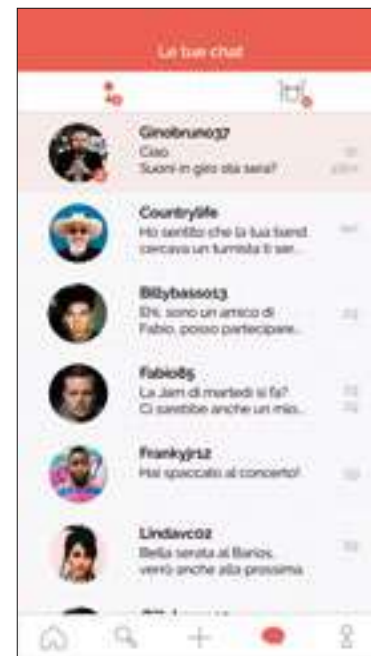 Le tue chat
Ginobruno37
Ciao.
Suoni in giro sta sera?
Countrylife
Ho sentito che la tua band
cercava un turnista ti ser...
Billybasso13
Ehi, sono un amico di
Fabio, posso partecipare...
Fabio85
La Jam di martedì si fa?
Ci sarebbe anche un mio...
Frankyjr12
Hai spaccato al concerto!
Lindavc02
Bella serata al Barios,
verrò anche alla prossima